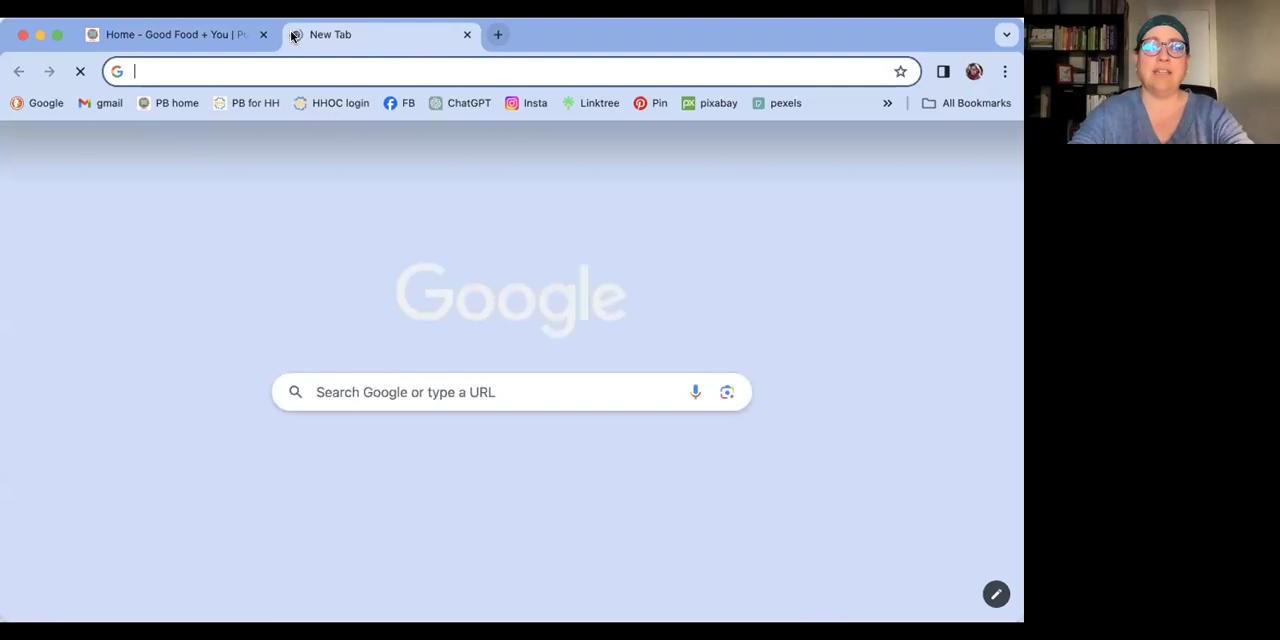 Home - Good Food + You | Pu
New Tab
Google
gmail
PB home
PB for HH
HHOC login
FB
ChatGPT
Insta
Linktree
Pin
pixabay
pexels
All Bookmarks
Google
Search Google or type a URL